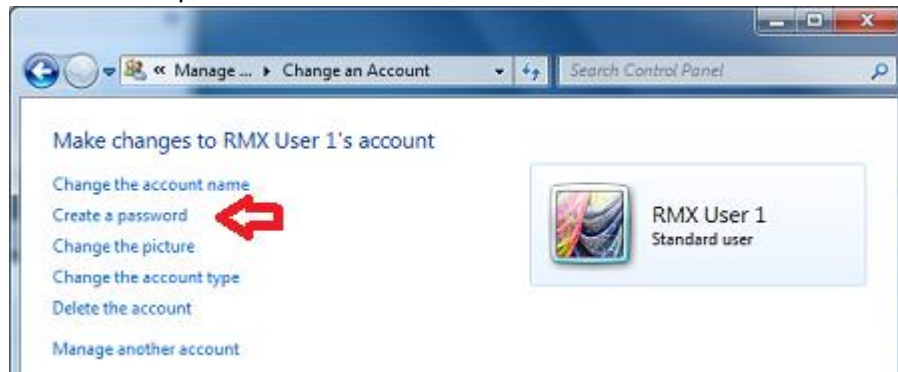 « Manage ... ▸ Change an Account
Search Control Panel
Make changes to RMX User 1's account
Change the account name
Create a password
Change the picture
Change the account type
Delete the account
Manage another account
RMX User 1
Standard user